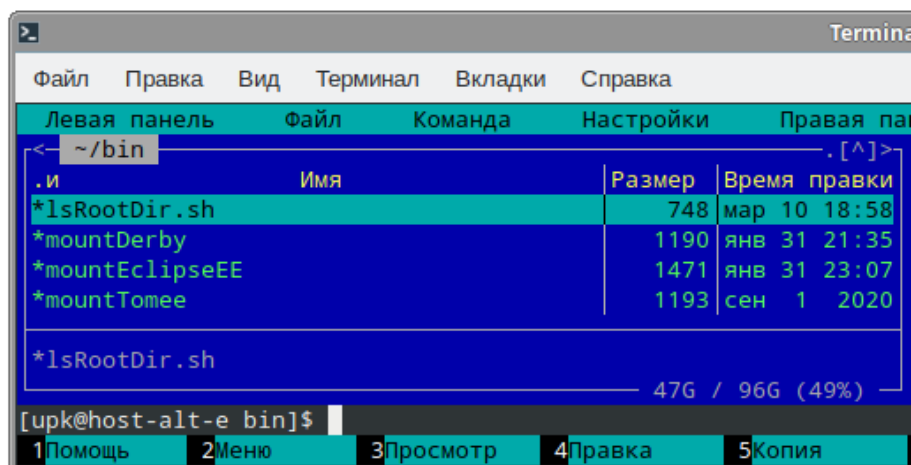 Termina
Файл Правка Вид Терминал Вкладки Справка
Левая панель Файл Команда Настройки Правая па
<- ~/bin .[^]>
.и Имя Размер Время правки
*lsRootDir.sh 748 мар 10 18:58
*mountDerby 1190 янв 31 21:35
*mountEclipseEE 1471 янв 31 23:07
*mountTomee 1193 сен 1 2020
*lsRootDir.sh
47G / 96G (49%)
[upk@host-alt-e bin]$
1Помощь 2Меню 3Просмотр 4Правка 5Копия